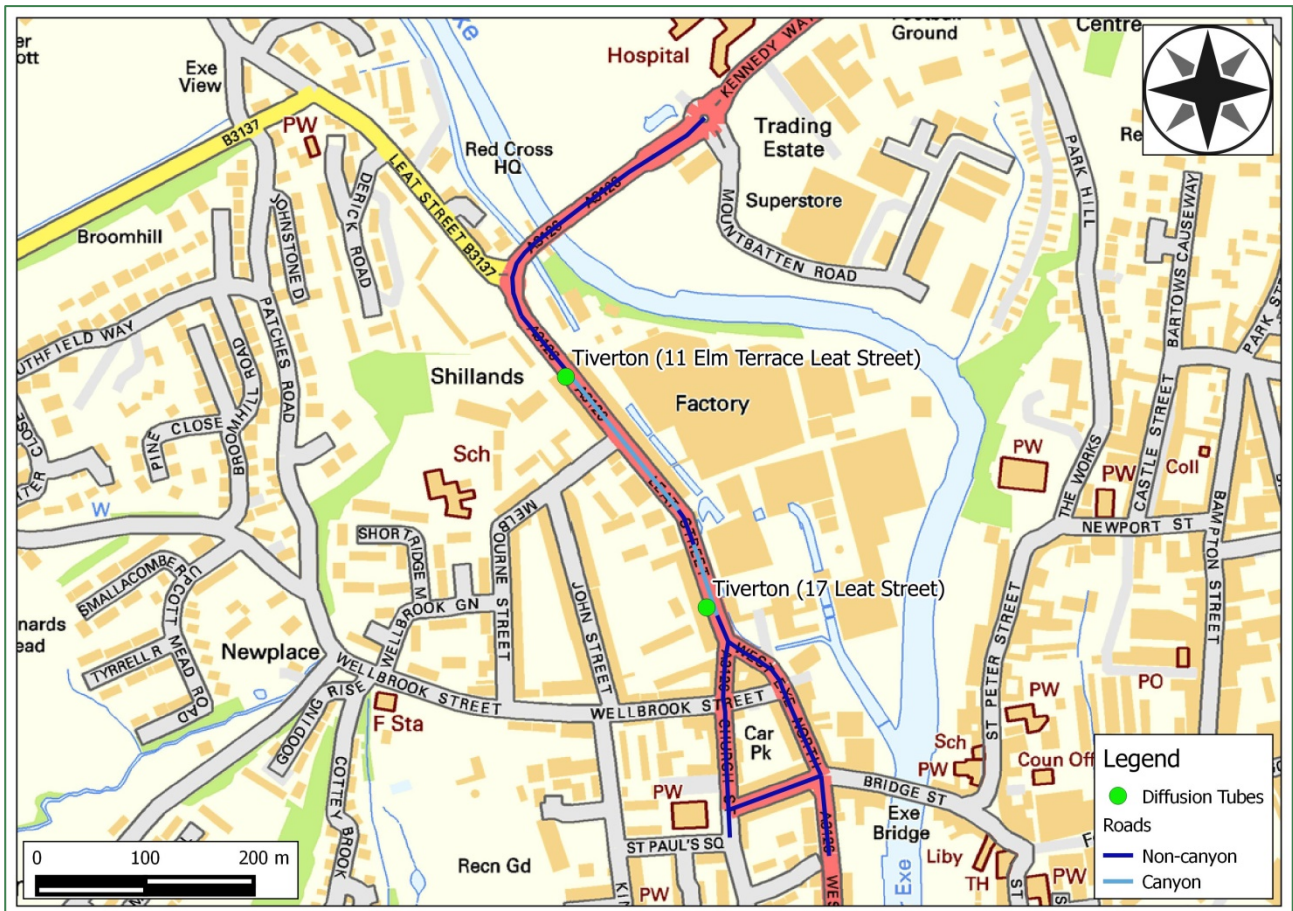 Exe
View
B3137
PW
Broomhill
LEAT STREET B3137
DERICK ROAD
JOHNSTONE D
PATCHES ROAD
BROOMHILL ROAD
PINE CLOSE
Exe
Red Cross
HQ
Hospital
KENNEDY WAY
Ground
Centre
Trading
Estate
Superstore
MOUNTBATTEN ROAD
PARK HILL
BARTOWS CAUSEWAY
A3126
A3126
A3126
Tiverton (11 Elm Terrace Leat Street)
A3126
Shillands
Factory
Sch
LEAT STREET
MELBOURNE STREET
SHORTRIDGE M
JOHN STREET
WELLBROOK GN
W
SMALLACOMBE
UPCOTT MEAD ROAD
TYRRELL R
Newplace
WELLBROOK STREET
GOODING RISE
F Sta
COTTEY BROOK
Tiverton (17 Leat Street)
WELLBROOK STREET
A3126
CHURCH S
WEST EXE NORTH
Car
Pk
PW
ST PAUL'S SQ
Recn Gd
PW
A3126
BRIDGE ST
Exe
Bridge
Exe
Sch
PW
PW
Coun Off
Liby
TH
PW
PO
ST PETER STREET
THE WORKS
PW
PW
Coll
NEWPORT ST
CASTLE STREET
BAMPTON STREET
Legend
Diffusion Tubes
Roads
Non-canyon
Canyon
0 100 200 m